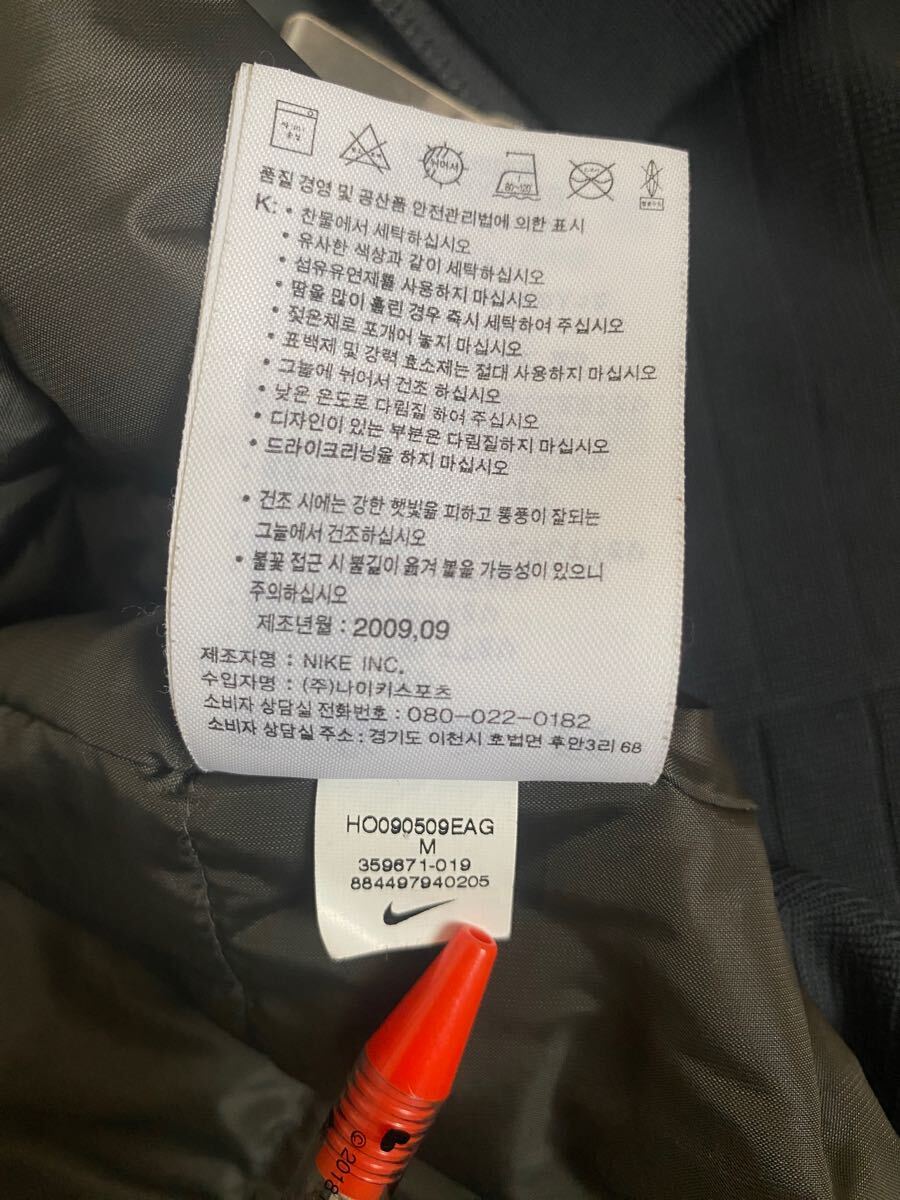 80~120°
품질 경영 및 공산품 안전관리법에 의한 표시
K: • 찬물에서 세탁하십시오
• 유사한 색상과 같이 세탁하십시오
• 섬유유연제를 사용하지 마십시오
• 땀을 많이 흘린 경우 즉시 세탁하여 주십시오
• 젖은채로 포개어 놓지 마십시오
• 표백제 및 강력 효소제는 절대 사용하지 마십시오
• 그늘에 뉘어서 건조 하십시오
• 낮은 온도로 다림질 하여 주십시오
• 디자인이 있는 부분은 다림질하지 마십시오
• 드라이크리닝을 하지 마십시오
• 건조 시에는 강한 햇빛을 피하고 통풍이 잘되는
그늘에서 건조하십시오
• 불꽃 접근 시 불길이 옮겨 붙을 가능성이 있으니
주의하십시오
제조년월 : 2009,09
제조자명 : NIKE INC.
수입자명 : (주)나이키스포츠
소비자 상담실 전화번호 : 080-022-0182
소비자 상담실 주소 : 경기도 이천시 호법면 후안3리 68
HO090509EAG
M
359671-019
884497940205
©2018